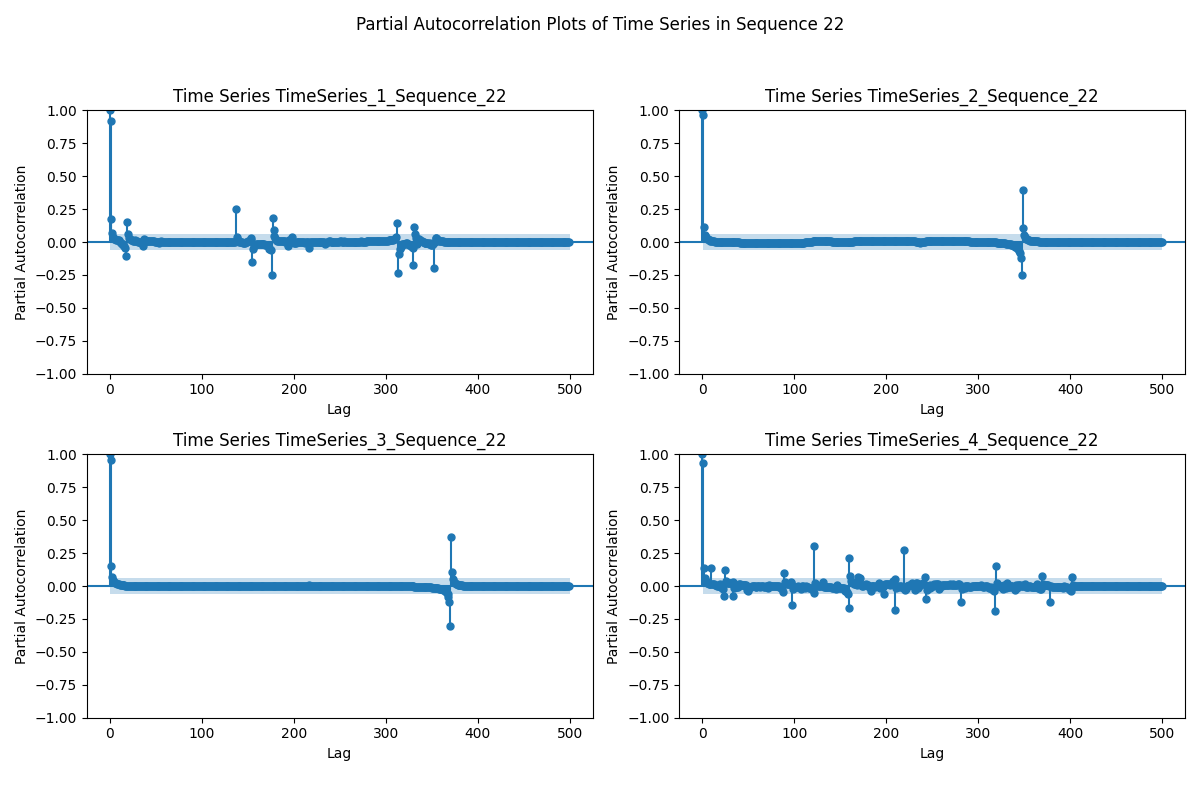 Partial Autocorrelation Plots of Time Series in Sequence 22
Time Series TimeSeries_1_Sequence_22
1.00
0.75
0.50
0.25
0.00
−0.25
−0.50
−0.75
−1.00
Partial Autocorrelation
0 100 200 300 400 500
Lag
Time Series TimeSeries_2_Sequence_22
1.00
0.75
0.50
0.25
0.00
−0.25
−0.50
−0.75
−1.00
Partial Autocorrelation
0 100 200 300 400 500
Lag
Time Series TimeSeries_3_Sequence_22
1.00
0.75
0.50
0.25
0.00
−0.25
−0.50
−0.75
−1.00
Partial Autocorrelation
0 100 200 300 400 500
Lag
Time Series TimeSeries_4_Sequence_22
1.00
0.75
0.50
0.25
0.00
−0.25
−0.50
−0.75
−1.00
Partial Autocorrelation
0 100 200 300 400 500
Lag